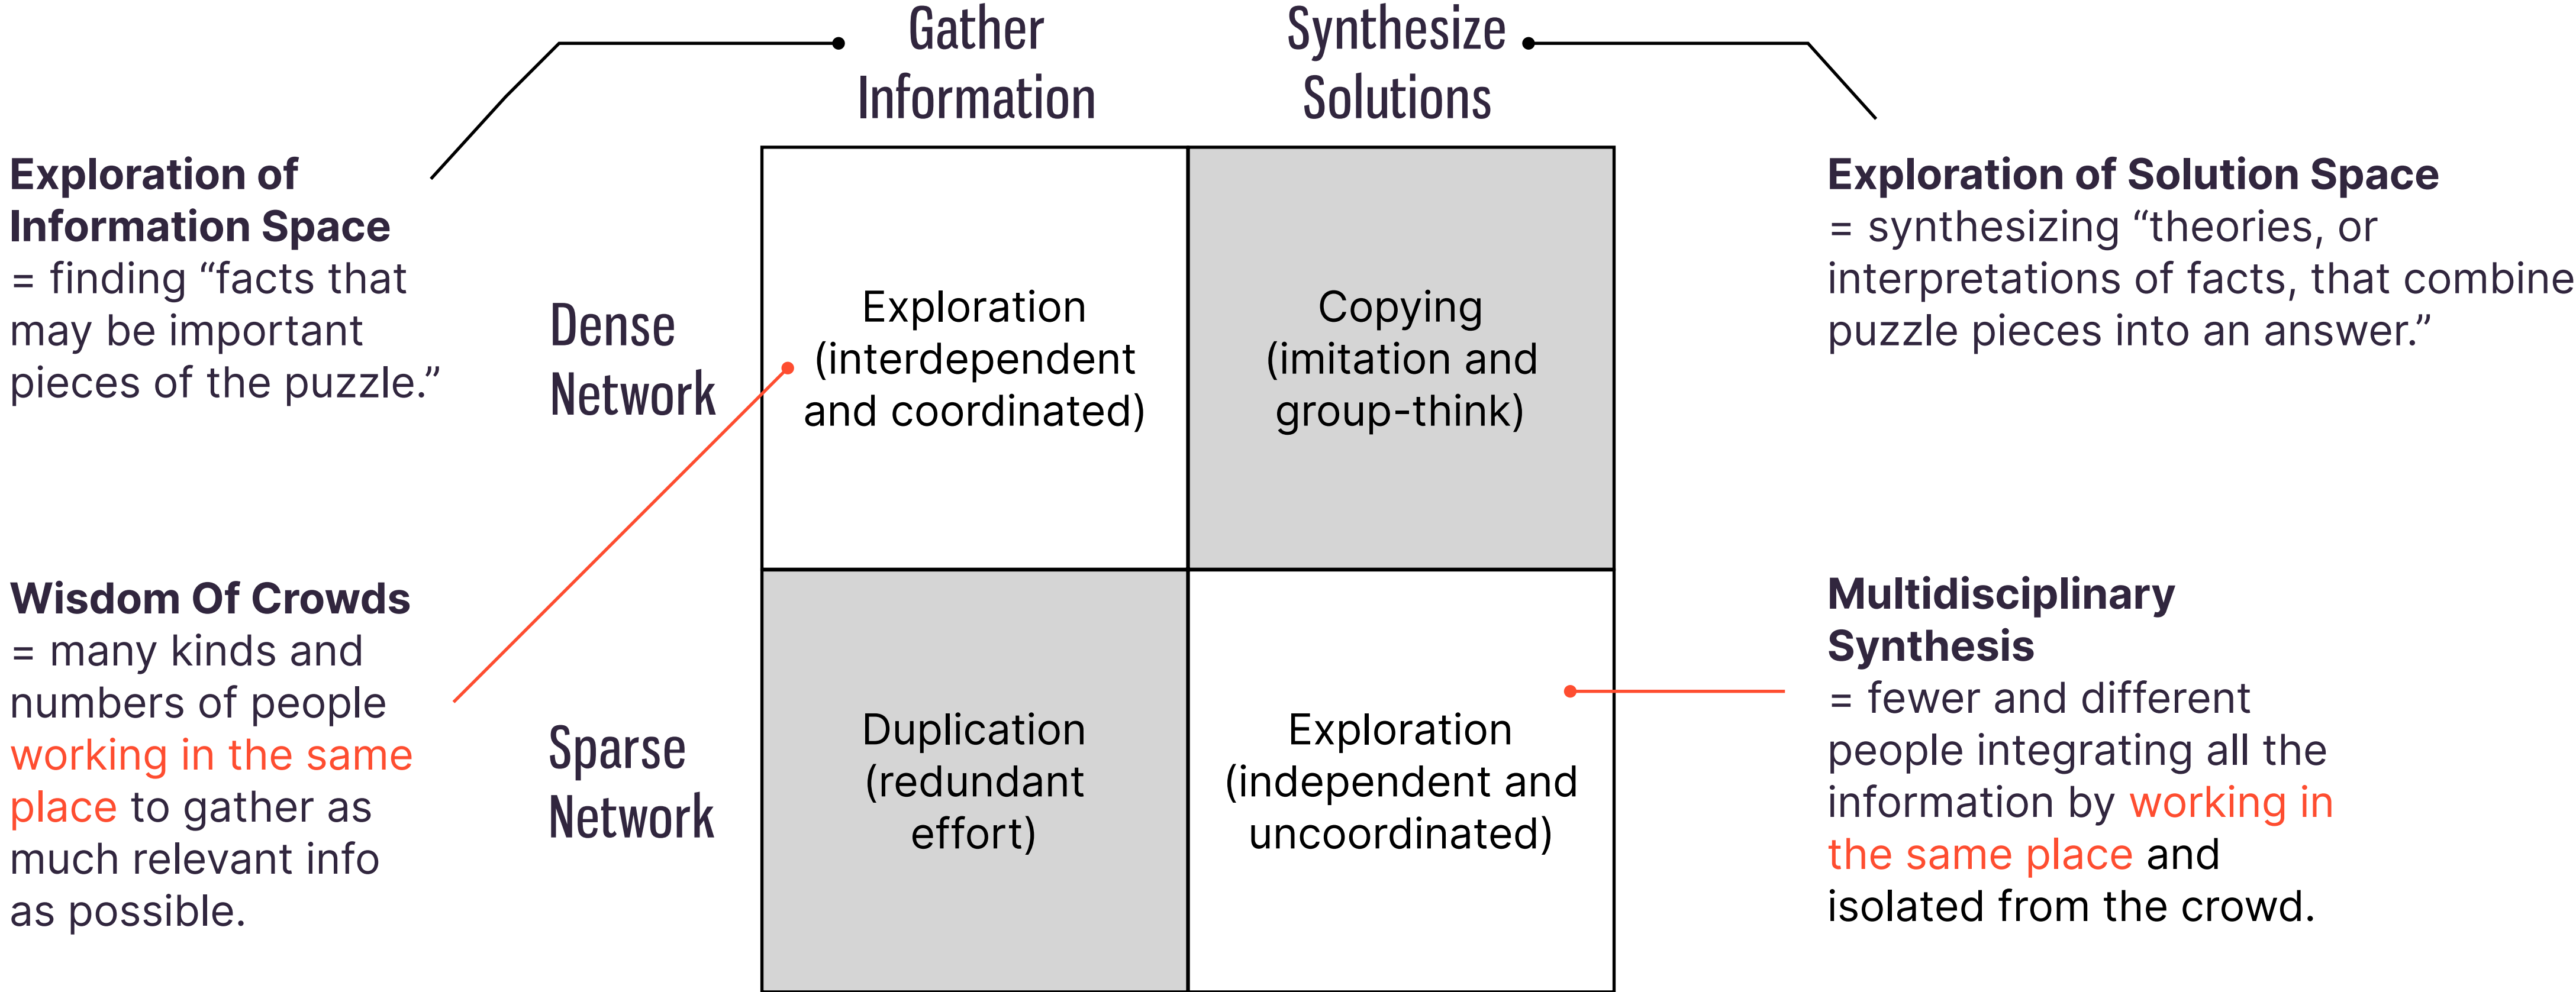 Gather
Information
Synthesize
Solutions
Exploration of
Information Space
= finding “facts that
may be important
pieces of the puzzle.”
Exploration of Solution Space
= synthesizing “theories, or
interpretations of facts, that combine
puzzle pieces into an answer.”
Dense
Network
Exploration
(interdependent
and coordinated)
Copying
(imitation and
group-think)
Wisdom Of Crowds
= many kinds and
numbers of people
working in the same
place to gather as
much relevant info
as possible.
Sparse
Network
Duplication
(redundant
effort)
Exploration
(independent and
uncoordinated)
Multidisciplinary
Synthesis
= fewer and different
people integrating all the
information by working in
the same place and
isolated from the crowd.